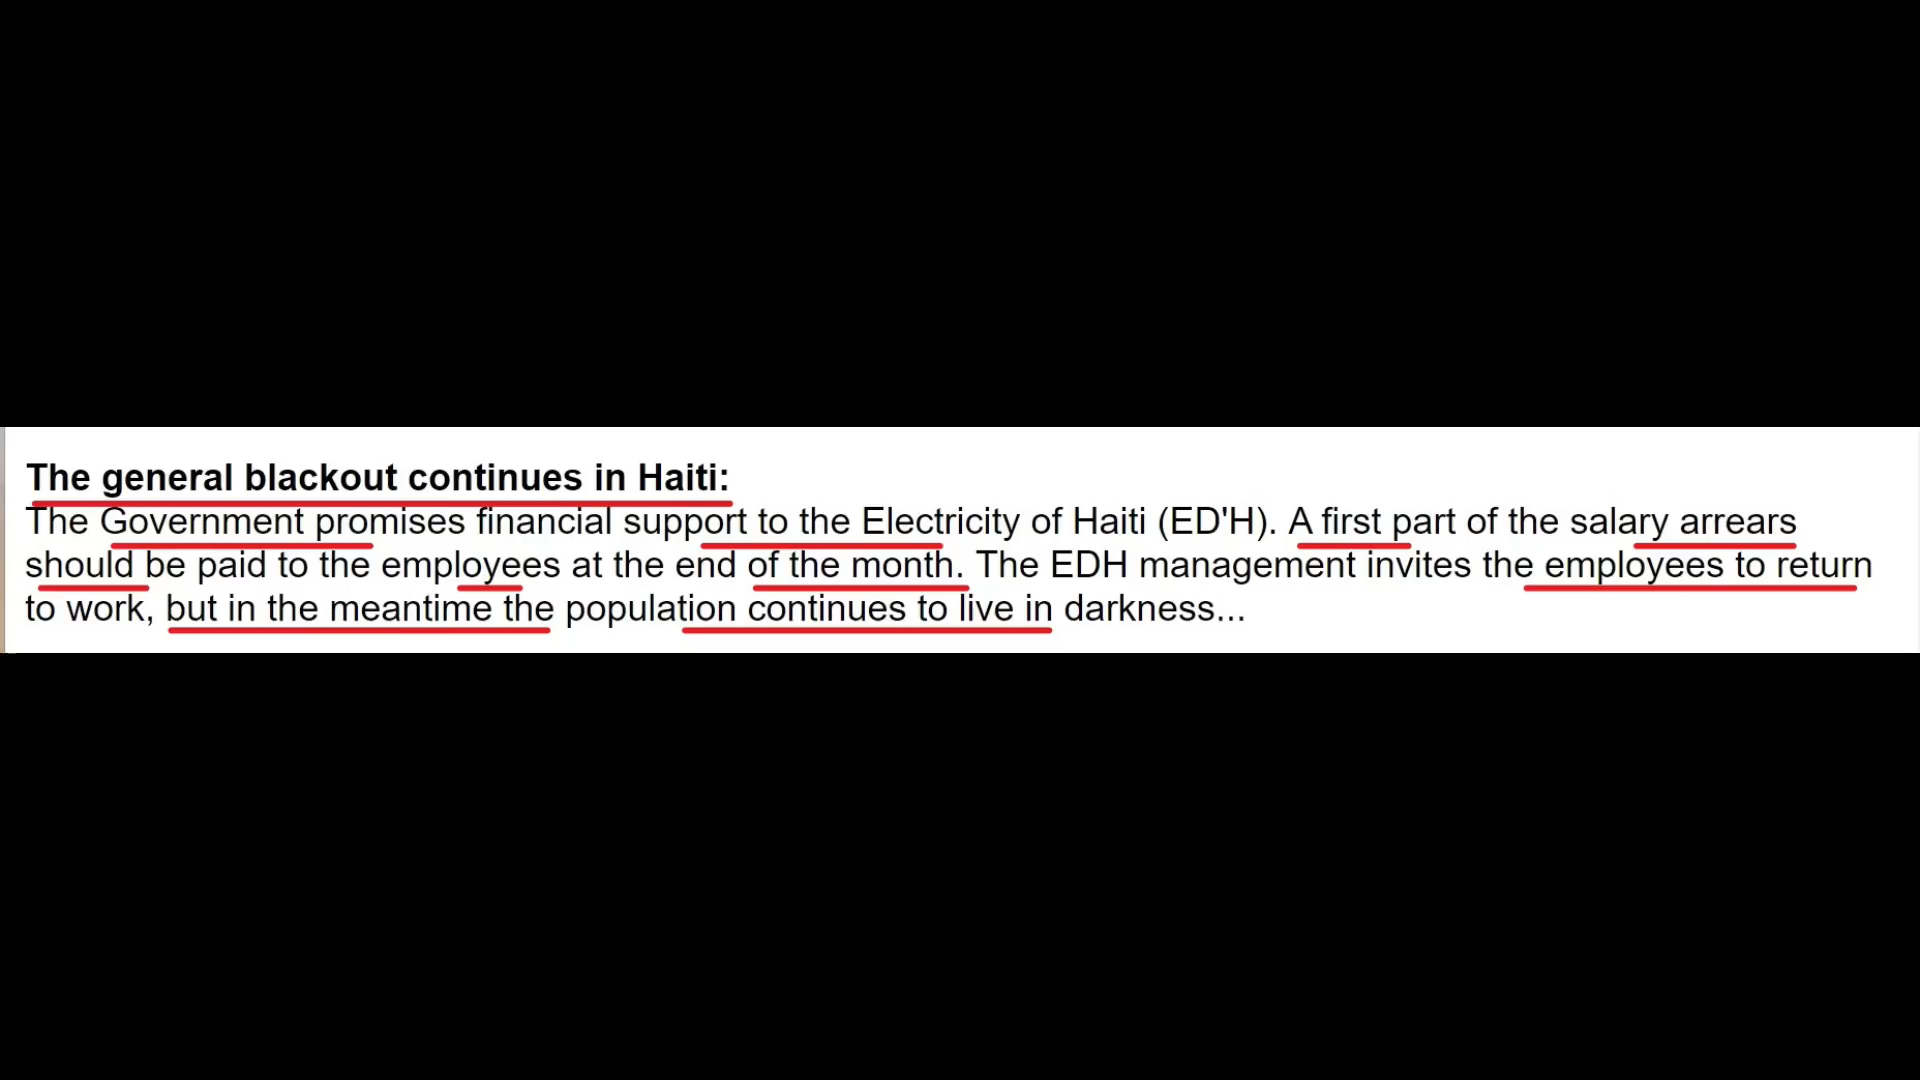 The general blackout continues in Haiti:
The Government promises financial support to the Electricity of Haiti (ED'H). A first part of the salary arrears
should be paid to the employees at the end of the month. The EDH management invites the employees to return
to work, but in the meantime the population continues to live in darkness...